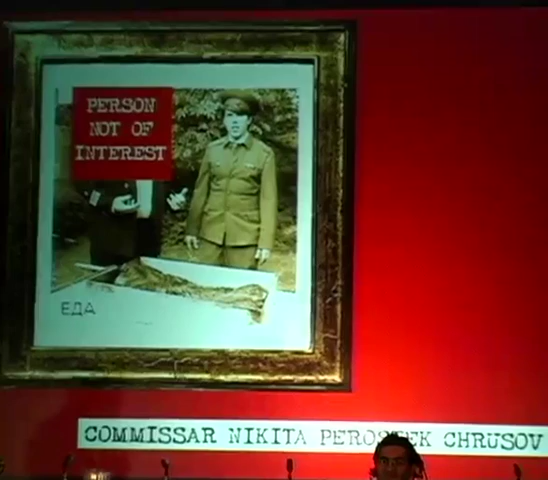 PERSON
NOT OF
INTEREST
ЕДА
COMMISSAR NIKITA PEROSTEK CHRUSOV